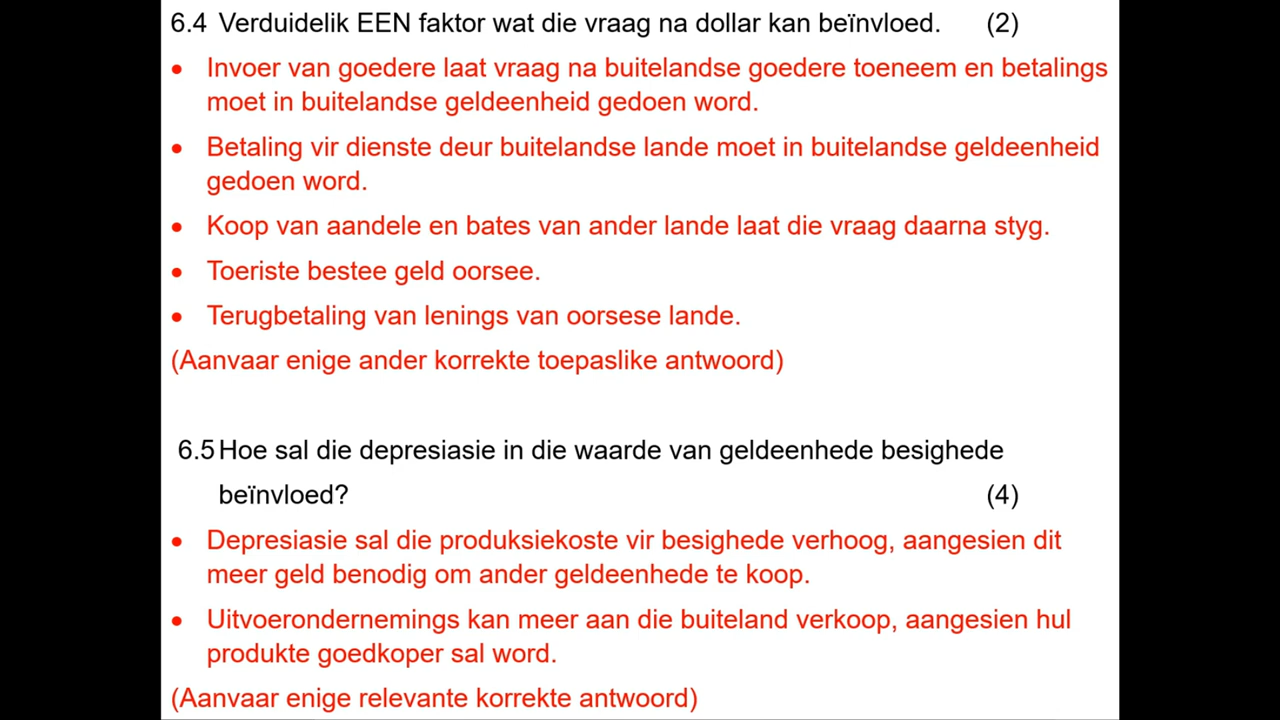 6.4 Verduidelik EEN faktor wat die vraag na dollar kan beïnvloed. (2)
• Invoer van goedere laat vraag na buitelandse goedere toeneem en betalings
moet in buitelandse geldeenheid gedoen word.
• Betaling vir dienste deur buitelandse lande moet in buitelandse geldeenheid
gedoen word.
• Koop van aandele en bates van ander lande laat die vraag daarna styg.
• Toeriste bestee geld oorsee.
• Terugbetaling van lenings van oorsese lande.
(Aanvaar enige ander korrekte toepaslike antwoord)
6.5 Hoe sal die depresiasie in die waarde van geldeenhede besighede
beïnvloed? (4)
• Depresiasie sal die produksiekoste vir besighede verhoog, aangesien dit
meer geld benodig om ander geldeenhede te koop.
• Uitvoerondernemings kan meer aan die buiteland verkoop, aangesien hul
produkte goedkoper sal word.
(Aanvaar enige relevante korrekte antwoord)